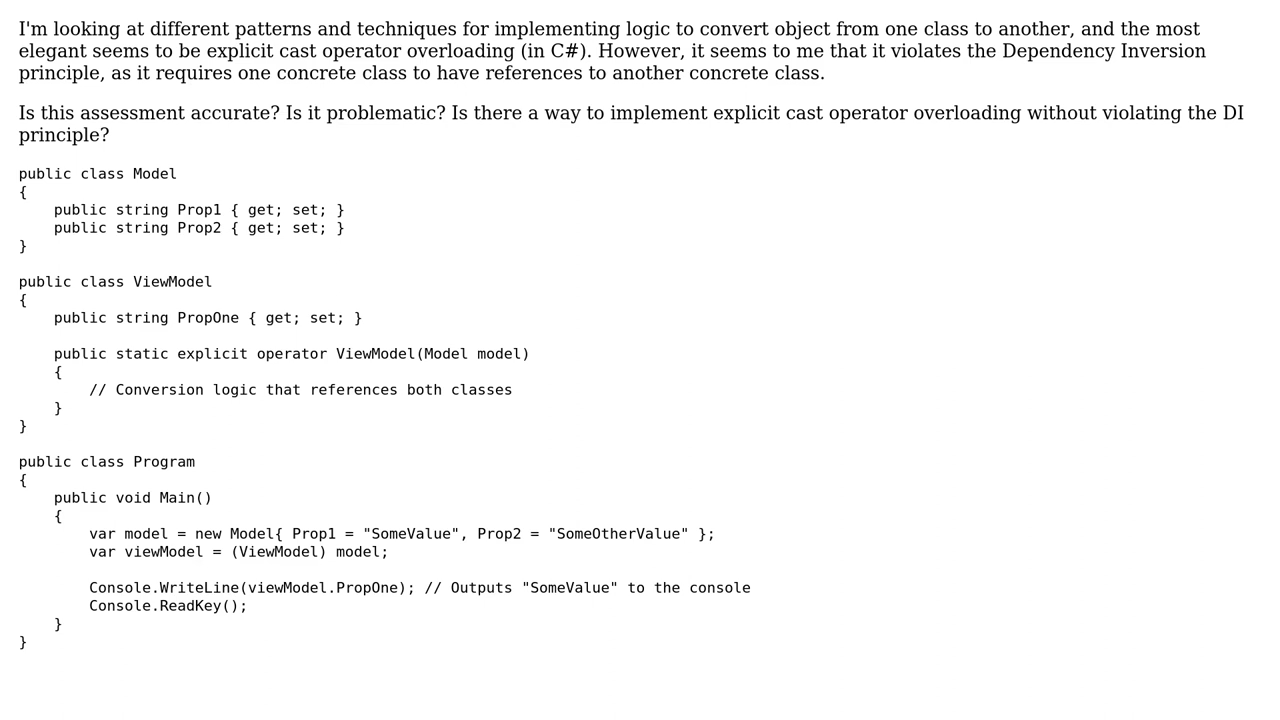 I'm looking at different patterns and techniques for implementing logic to convert object from one class to another, and the most
elegant seems to be explicit cast operator overloading (in C#). However, it seems to me that it violates the Dependency Inversion
principle, as it requires one concrete class to have references to another concrete class.
Is this assessment accurate? Is it problematic? Is there a way to implement explicit cast operator overloading without violating the DI
principle?
public class Model
{
    public string Prop1 { get; set; }
    public string Prop2 { get; set; }
}
public class ViewModel
{
    public string PropOne { get; set; }
    public static explicit operator ViewModel(Model model)
    {
        // Conversion logic that references both classes
    }
}
public class Program
{
    public void Main()
    {
        var model = new Model{ Prop1 = "SomeValue", Prop2 = "SomeOtherValue" };
        var viewModel = (ViewModel) model;
        Console.WriteLine(viewModel.PropOne); // Outputs "SomeValue" to the console
        Console.ReadKey();
    }
}